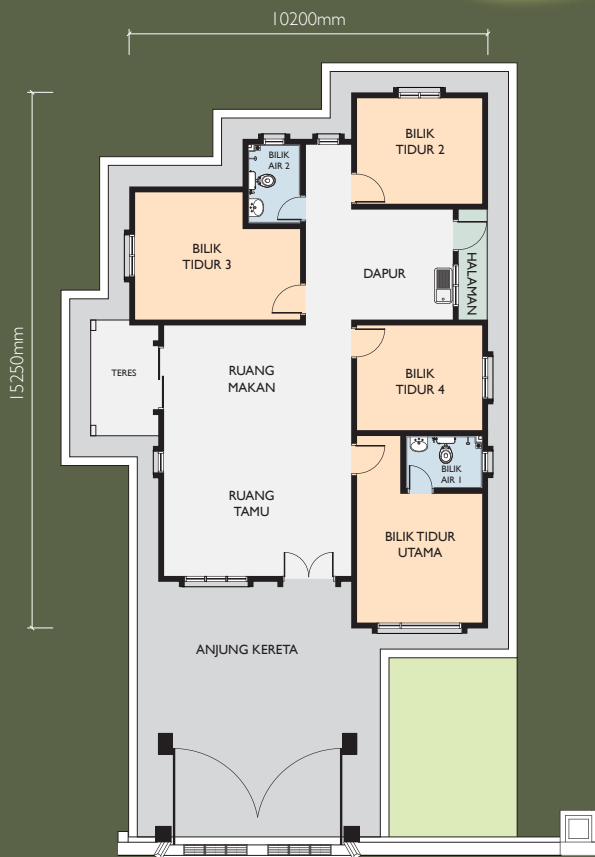 10200mm
15250mm
BILIK
TIDUR 2
BILIK
AIR 2
BILIK
TIDUR 3
DAPUR
HALAMAN
TERES
RUANG
MAKAN
BILIK
TIDUR 4
BILIK
AIR 1
RUANG
TAMU
BILIK TIDUR
UTAMA
ANJUNG KERETA